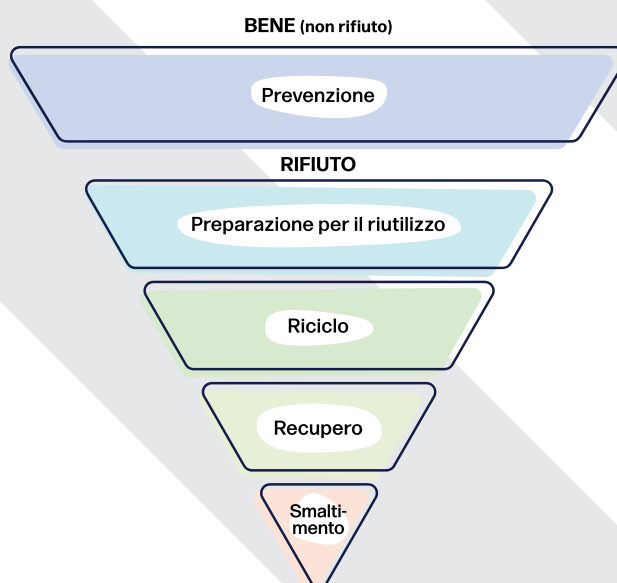 BENE (non rifiuto)
Prevenzione
RIFIUTO
Preparazione per il riutilizzo
Riciclo
Recupero
Smalti-
mento